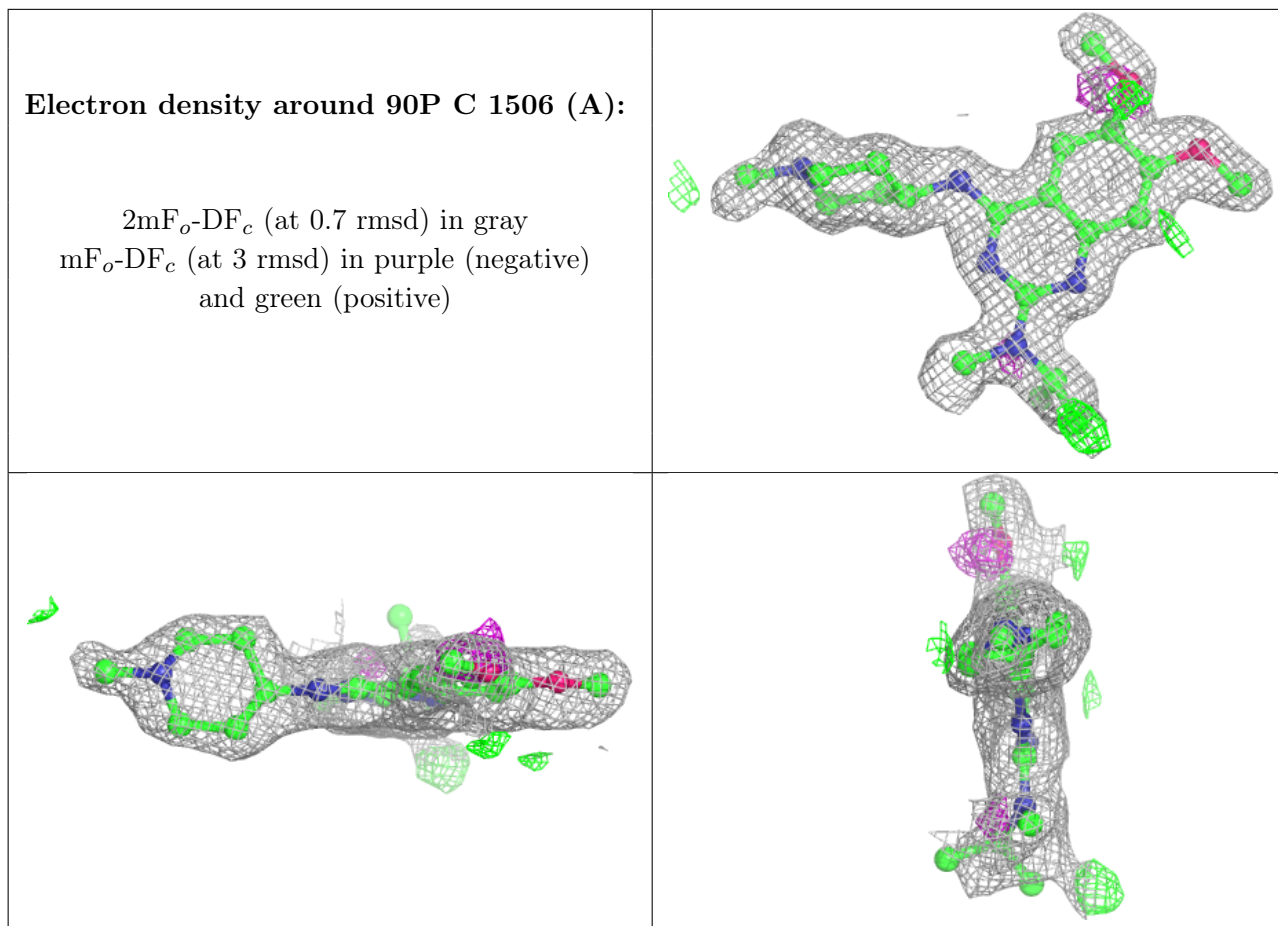 Electron density around 90P C 1506 (A):
2mFo-DFc (at 0.7 rmsd) in gray
mFo-DFc (at 3 rmsd) in purple (negative)
and green (positive)